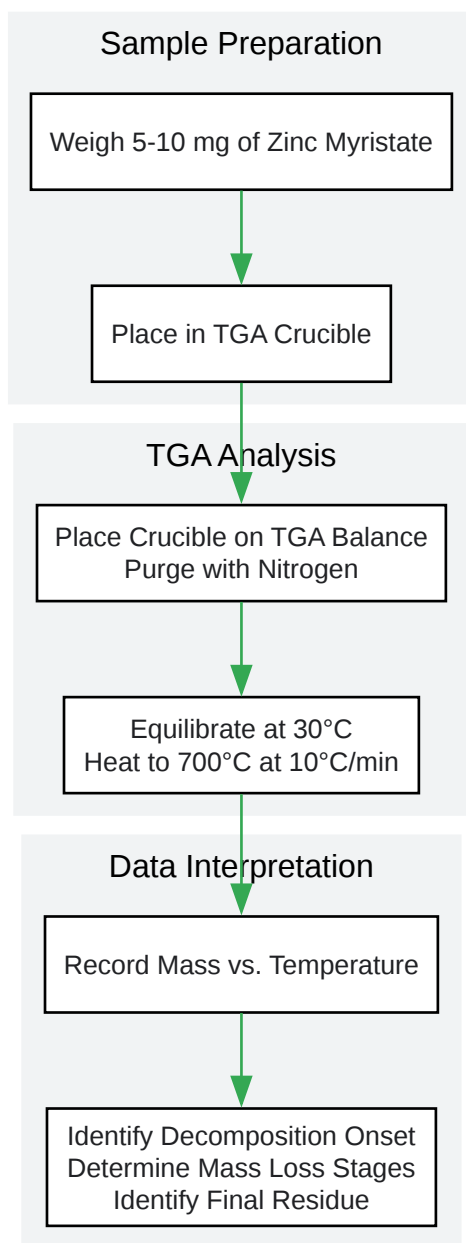 Sample Preparation
Weigh 5-10 mg of Zinc Myristate
Place in TGA Crucible
TGA Analysis
Place Crucible on TGA Balance
Purge with Nitrogen
Equilibrate at 30°C
Heat to 700°C at 10°C/min
Data Interpretation
Record Mass vs. Temperature
Identify Decomposition Onset
Determine Mass Loss Stages
Identify Final Residue